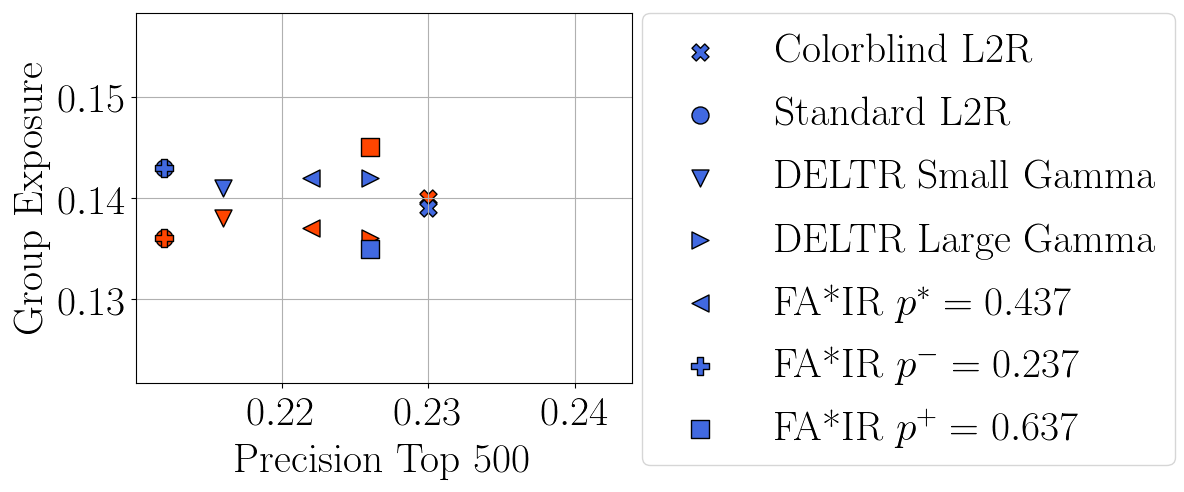 0.15
0.14
0.13
Group Exposure
0.22 0.23 0.24
Precision Top 500
Colorblind L2R
Standard L2R
DELTR Small Gamma
DELTR Large Gamma
FA*IR p* = 0.437
FA*IR p⁻ = 0.237
FA*IR p⁺ = 0.637